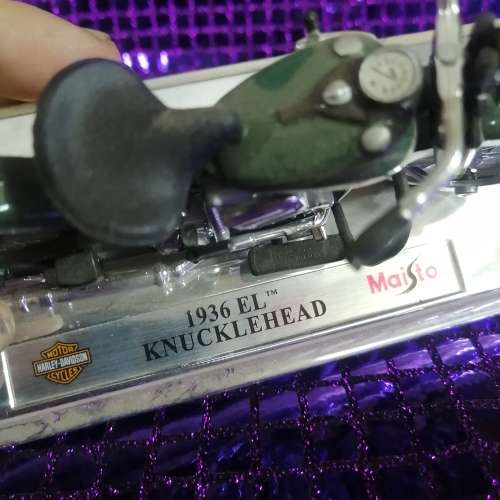 1936 EL™
KNUCKLEHEAD
Maisto
MOTOR
HARLEY-DAVIDSON
CYCLES